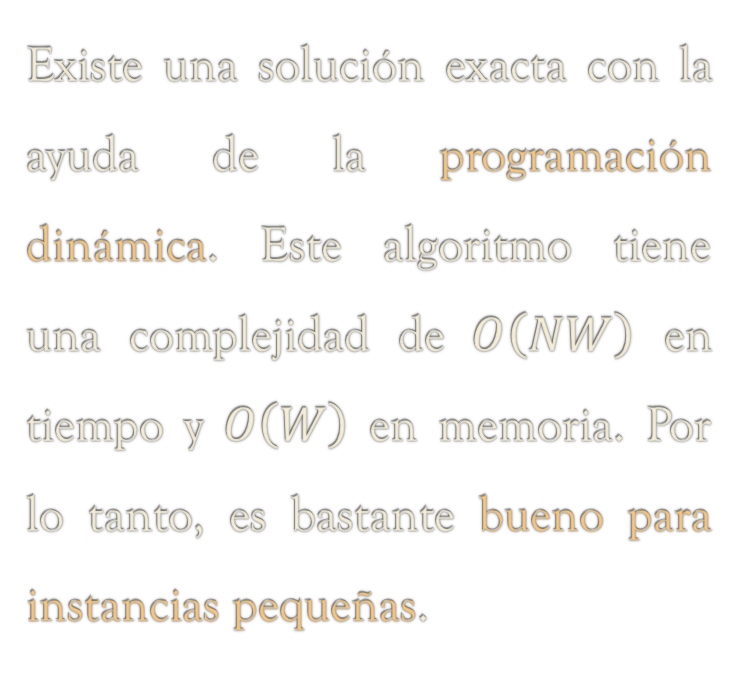 Existe una solución exacta con la
ayuda de la programación
dinámica. Este algoritmo tiene
una complejidad de O(NW) en
tiempo y O(W) en memoria. Por
lo tanto, es bastante bueno para
instancias pequeñas.